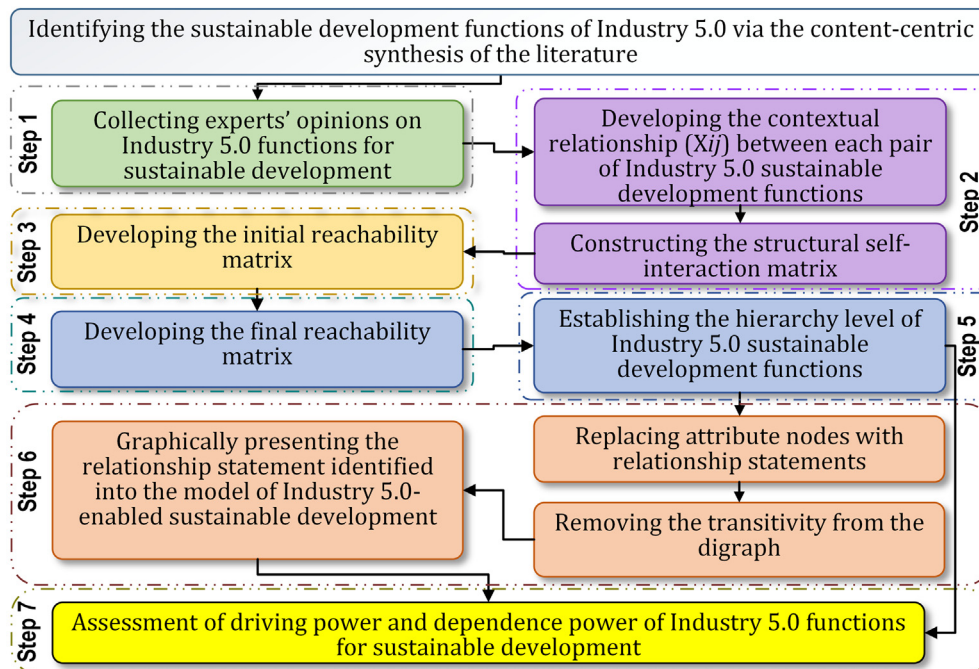 Identifying the sustainable development functions of Industry 5.0 via the content-centric
synthesis of the literature
Step 1
Collecting experts' opinions on
Industry 5.0 functions for
sustainable development
Developing the contextual
relationship (Xij) between each pair
of Industry 5.0 sustainable
development functions
Step 2
Constructing the structural self-
interaction matrix
Step 3
Developing the initial reachability
matrix
Step 4
Developing the final reachability
matrix
Establishing the hierarchy level of
Industry 5.0 sustainable
development functions
Step 5
Step 6
Replacing attribute nodes with
relationship statements
Removing the transitivity from the
digraph
Graphically presenting the
relationship statement identified
into the model of Industry 5.0-
enabled sustainable development
Step 7
Assessment of driving power and dependence power of Industry 5.0 functions
for sustainable development